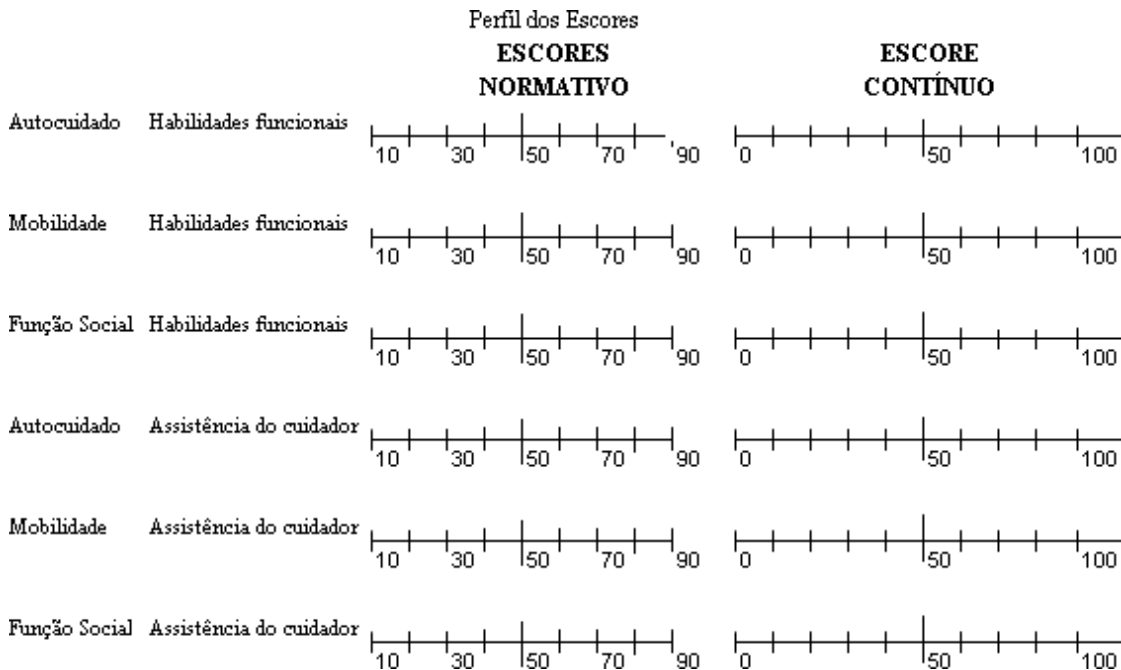 Perfil dos Escores
ESCORES ESCORE
NORMATIVO CONTÍNUO
Autocuidado Habilidades funcionais
10 30 50 70 90 0 50 100
Mobilidade Habilidades funcionais
10 30 50 70 90 0 50 100
Função Social Habilidades funcionais
10 30 50 70 90 0 50 100
Autocuidado Assistência do cuidador
10 30 50 70 90 0 50 100
Mobilidade Assistência do cuidador
10 30 50 70 90 0 50 100
Função Social Assistência do cuidador
10 30 50 70 90 0 50 100